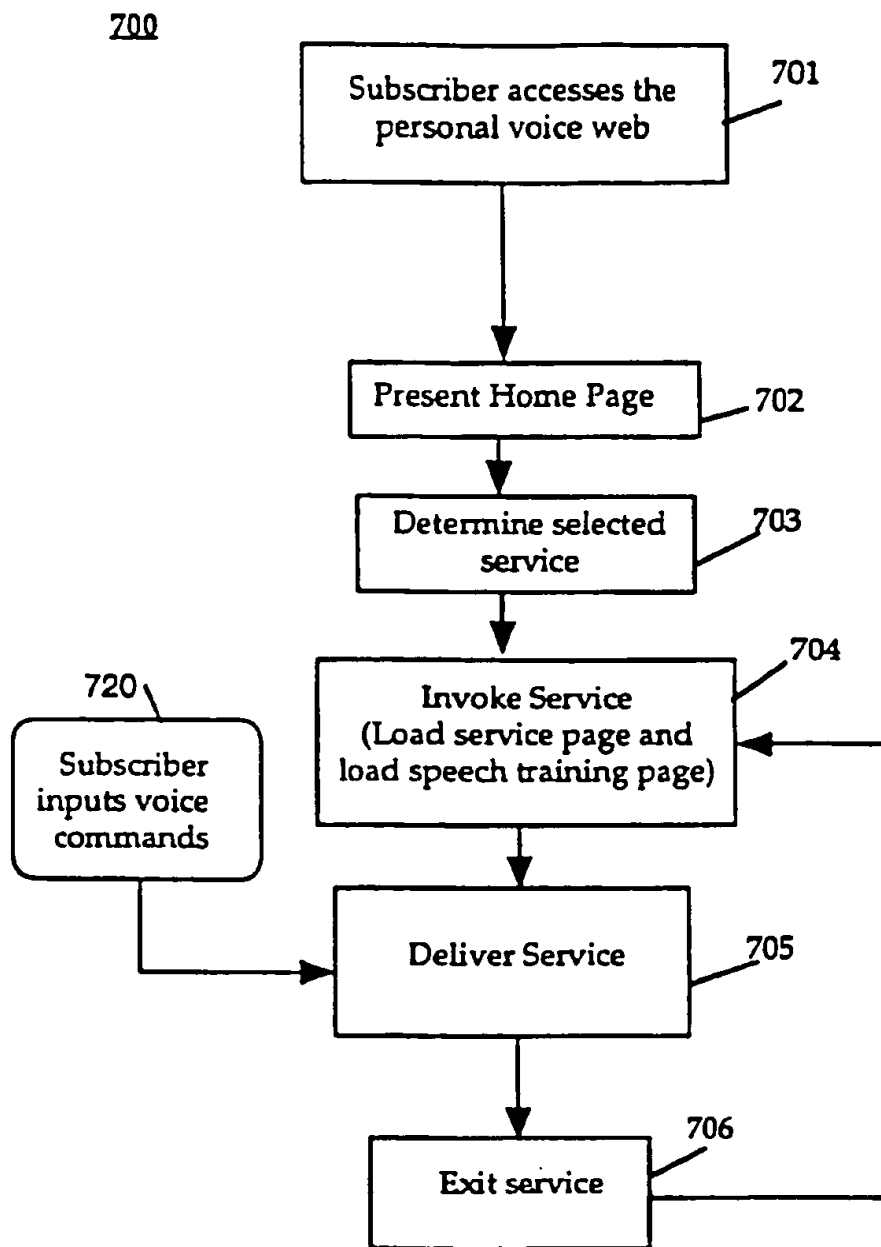 700
Subscriber accesses the
personal voice web
701
Present Home Page
702
Determine selected
service
703
Invoke Service
(Load service page and
load speech training page)
704
720
Subscriber
inputs voice
commands
Deliver Service
705
Exit service
706